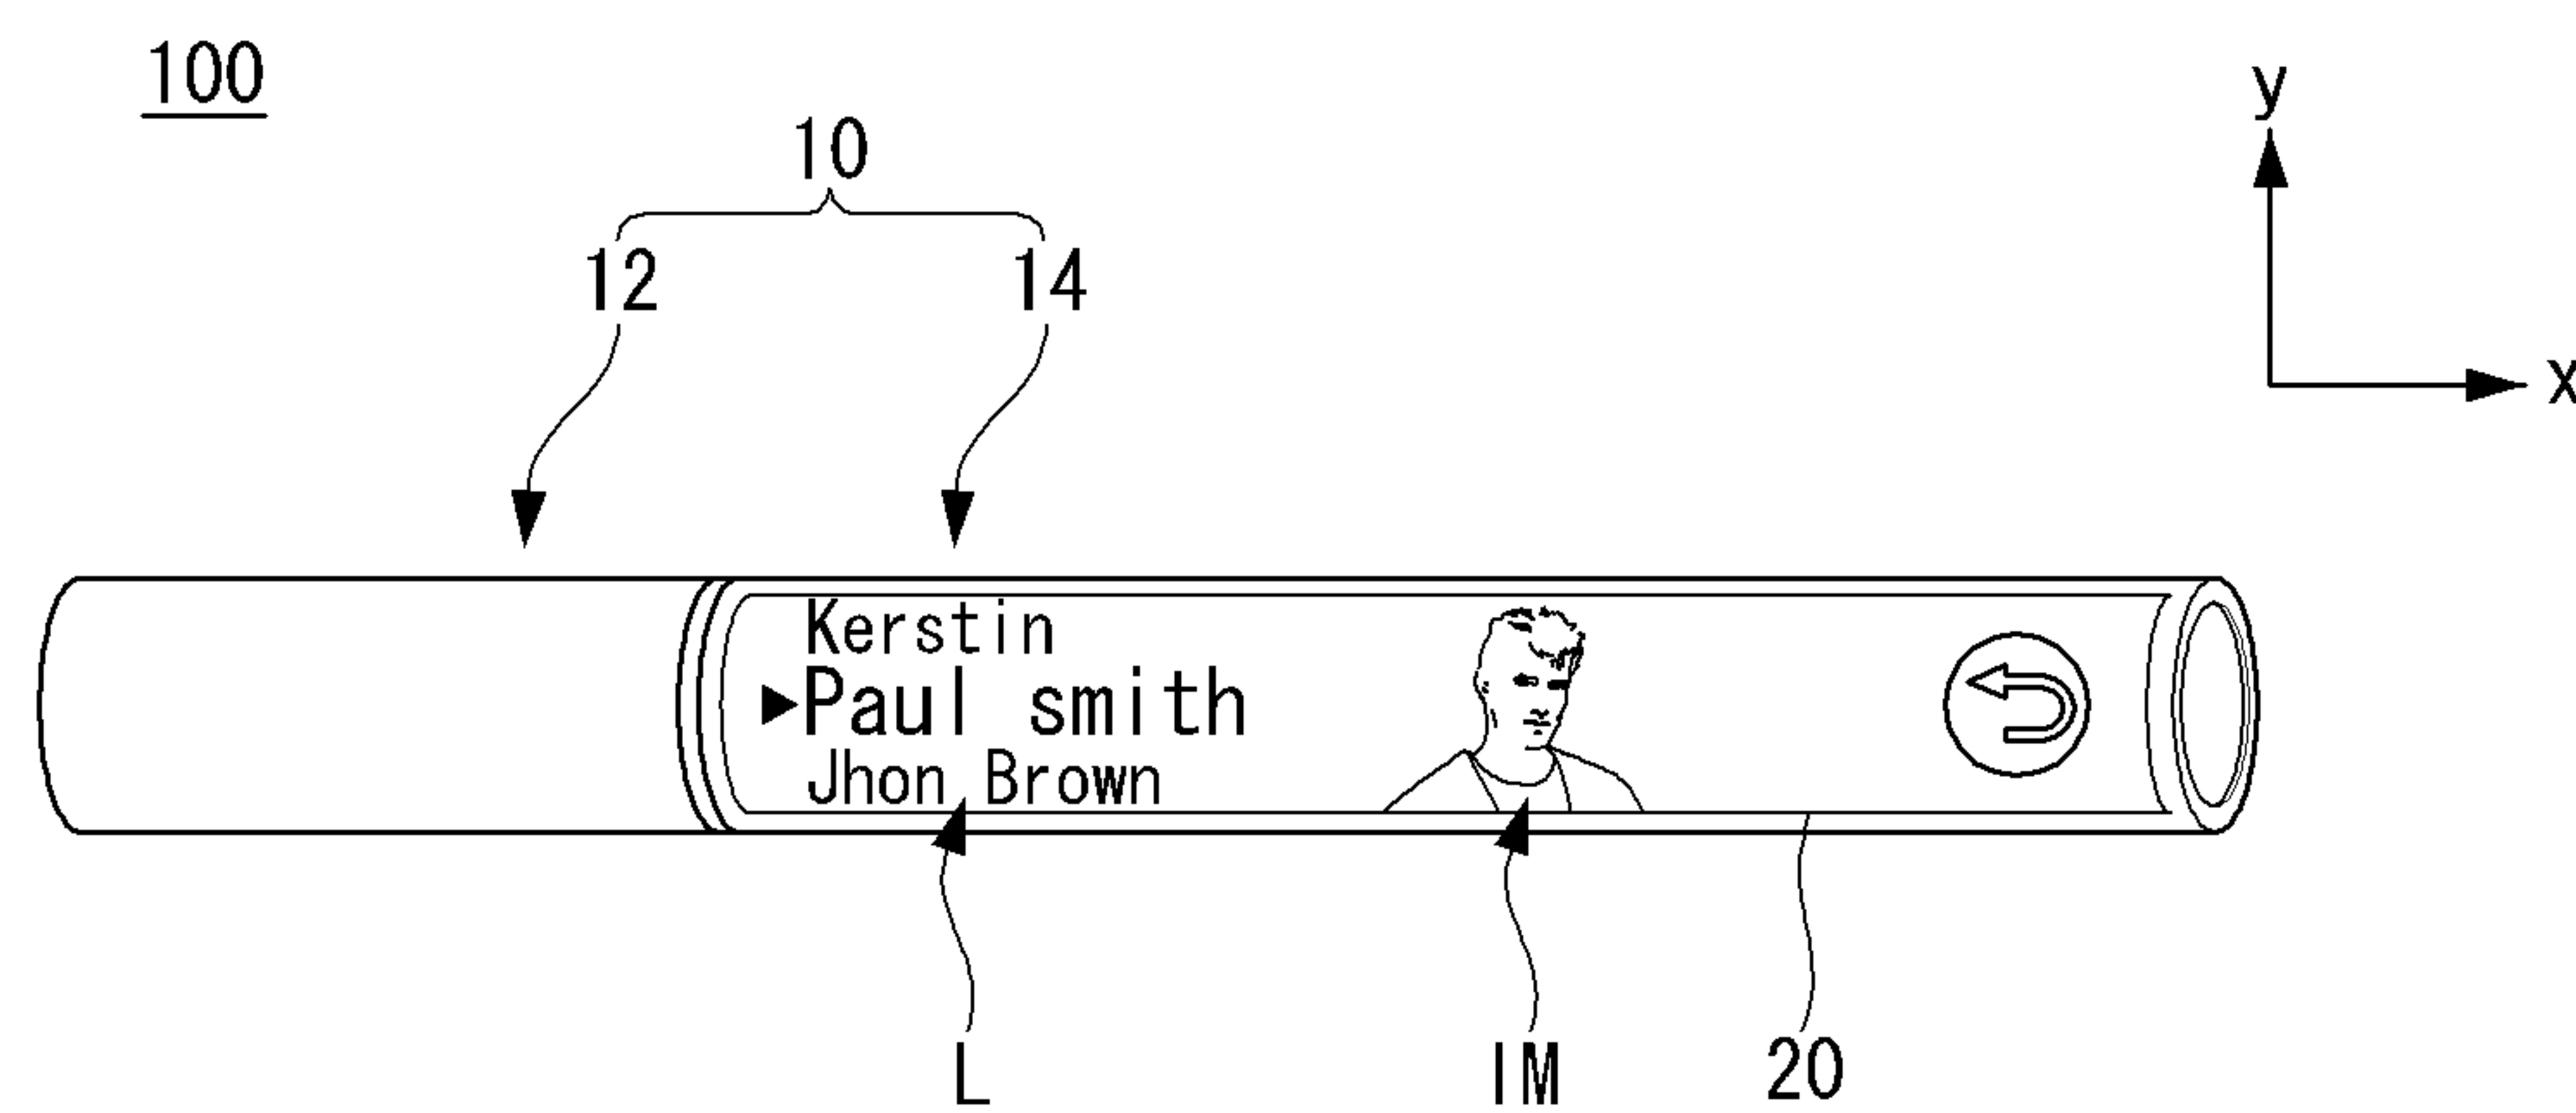 100
y
10
12 14
x
Kerstin
▶Paul smith
Jhon Brown
L IM 20